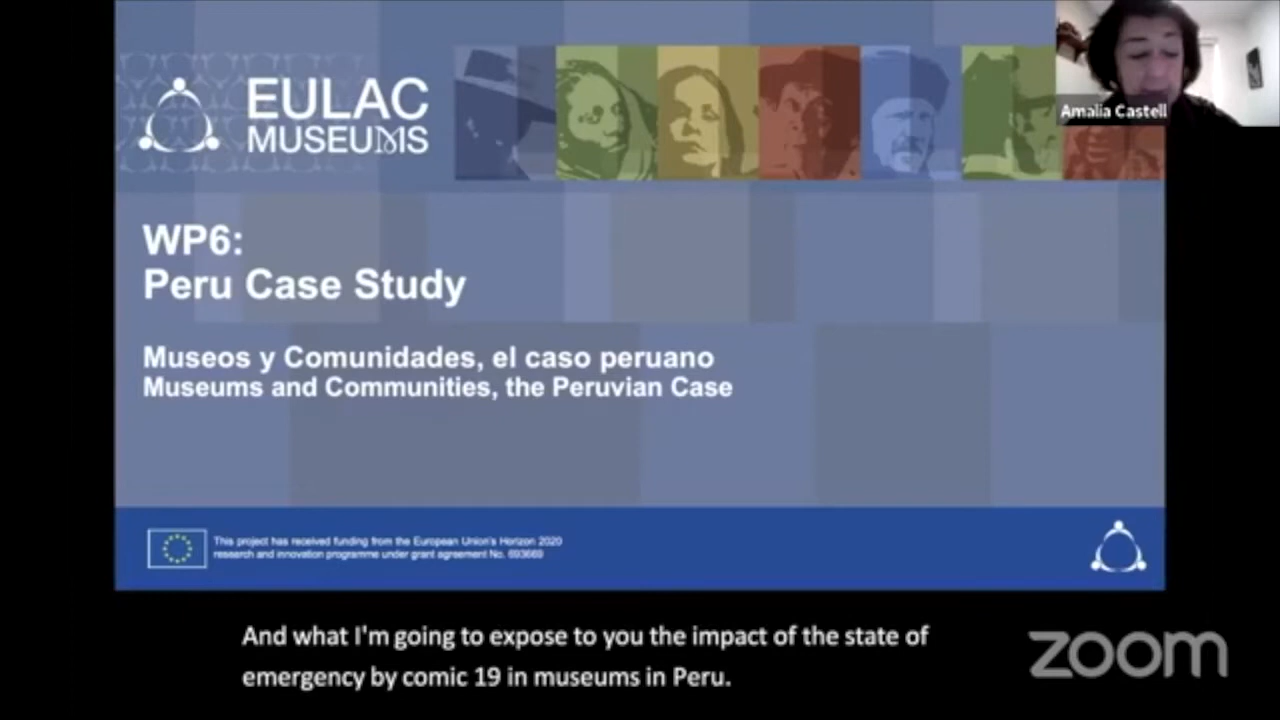 EULAC
MUSEUMS
Amalia Castell
WP6:
Peru Case Study
Museos y Comunidades, el caso peruano
Museums and Communities, the Peruvian Case
This project has received funding from the European Union's Horizon 2020
research and innovation programme under grant agreement No. 693669
And what I'm going to expose to you the impact of the state of
emergency by comic 19 in museums in Peru.
zoom